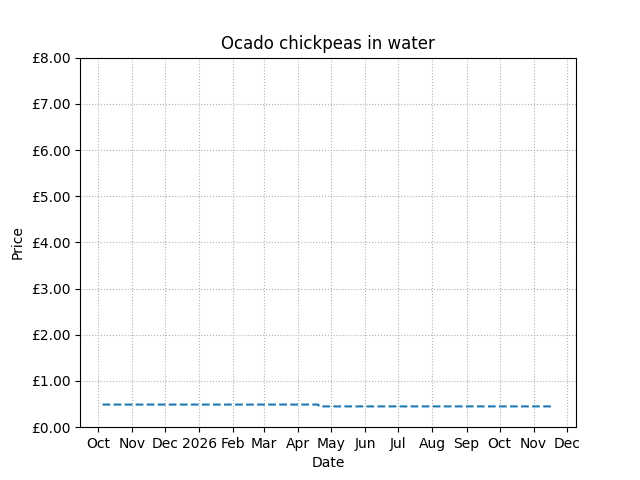 Ocado chickpeas in water
£8.00
£7.00
£6.00
£5.00
£4.00
£3.00
£2.00
£1.00
£0.00
Price
Oct Nov Dec 2026 Feb Mar Apr May Jun Jul Aug Sep Oct Nov Dec
Date